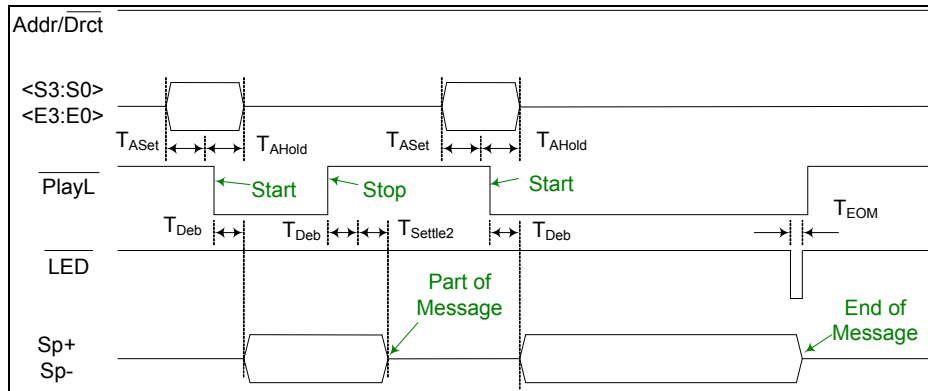 Addr/Drct
<S3:S0>
<E3:E0>
TASet TAHold TASet TAHold
PlayL Start Stop Start
TDeb TDeb TSettle2 TDeb TEOM
LED
Part of
Message
End of
Message
Sp+
Sp-